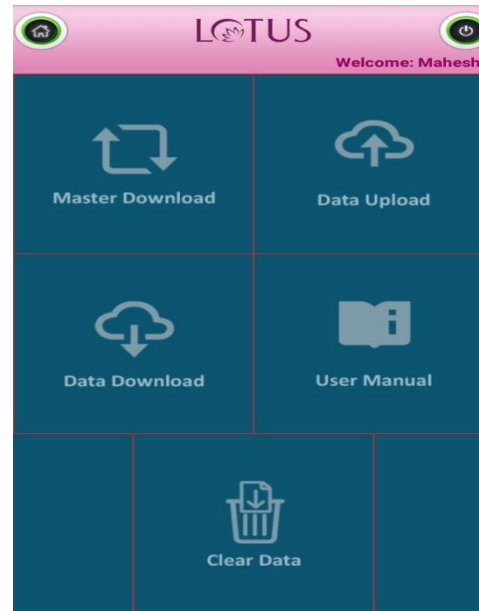 LOTUS
Welcome: Mahesh
Master Download
Data Upload
Data Download
User Manual
Clear Data